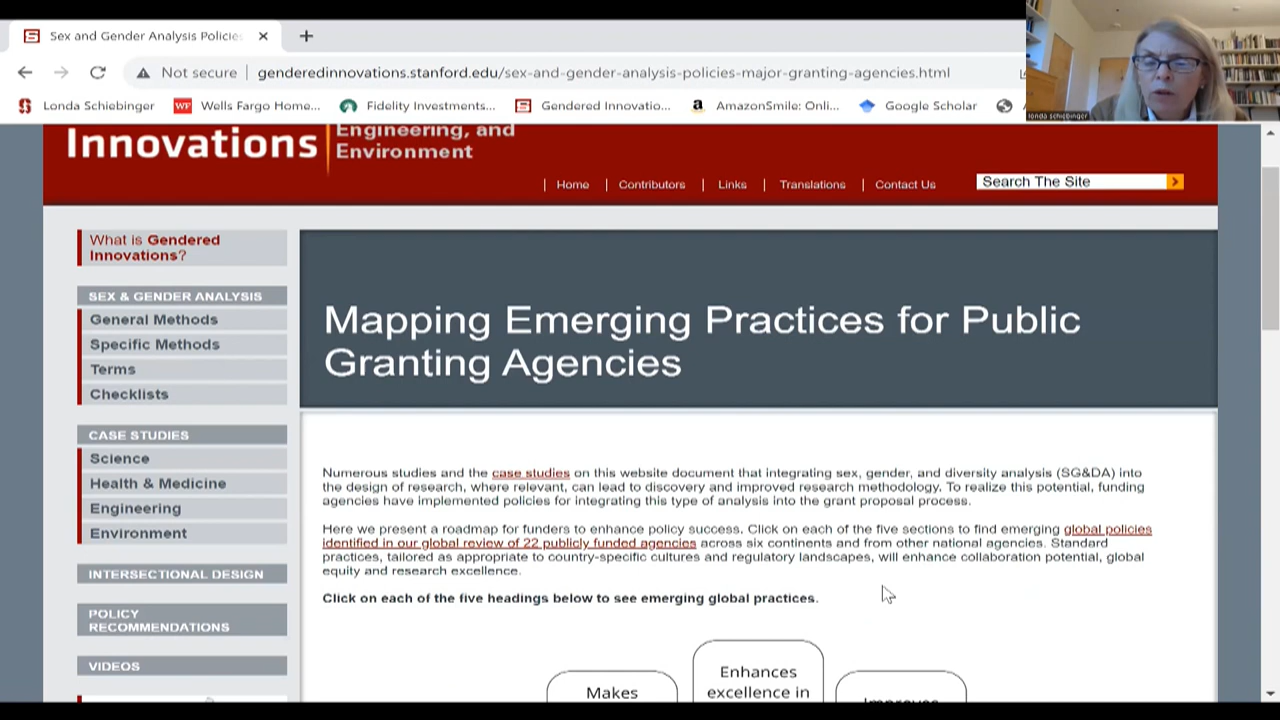 Sex and Gender Analysis Policie
Not secure
genderedinnovations.stanford.edu/sex-and-gender-analysis-policies-major-granting-agencies.html
londa schiebinger
Londa Schiebinger
WF Wells Fargo Home...
Fidelity Investments...
Gendered Innovatio...
AmazonSmile: Onli...
Google Scholar
Innovations
Engineering, and
Environment
| Home | Contributors | Links | Translations | Contact Us
Search The Site
What is Gendered
Innovations?
SEX & GENDER ANALYSIS
General Methods
Specific Methods
Terms
Checklists
CASE STUDIES
Science
Health & Medicine
Engineering
Environment
INTERSECTIONAL DESIGN
POLICY
RECOMMENDATIONS
VIDEOS
Mapping Emerging Practices for Public
Granting Agencies
Numerous studies and the case studies on this website document that integrating sex, gender, and diversity analysis (SG&DA) into
the design of research, where relevant, can lead to discovery and improved research methodology. To realize this potential, funding
agencies have implemented policies for integrating this type of analysis into the grant proposal process.
Here we present a roadmap for funders to enhance policy success. Click on each of the five sections to find emerging global policies
identified in our global review of 22 publicly funded agencies across six continents and from other national agencies. Standard
practices, tailored as appropriate to country-specific cultures and regulatory landscapes, will enhance collaboration potential, global
equity and research excellence.
Click on each of the five headings below to see emerging global practices.
Makes
Enhances
excellence in